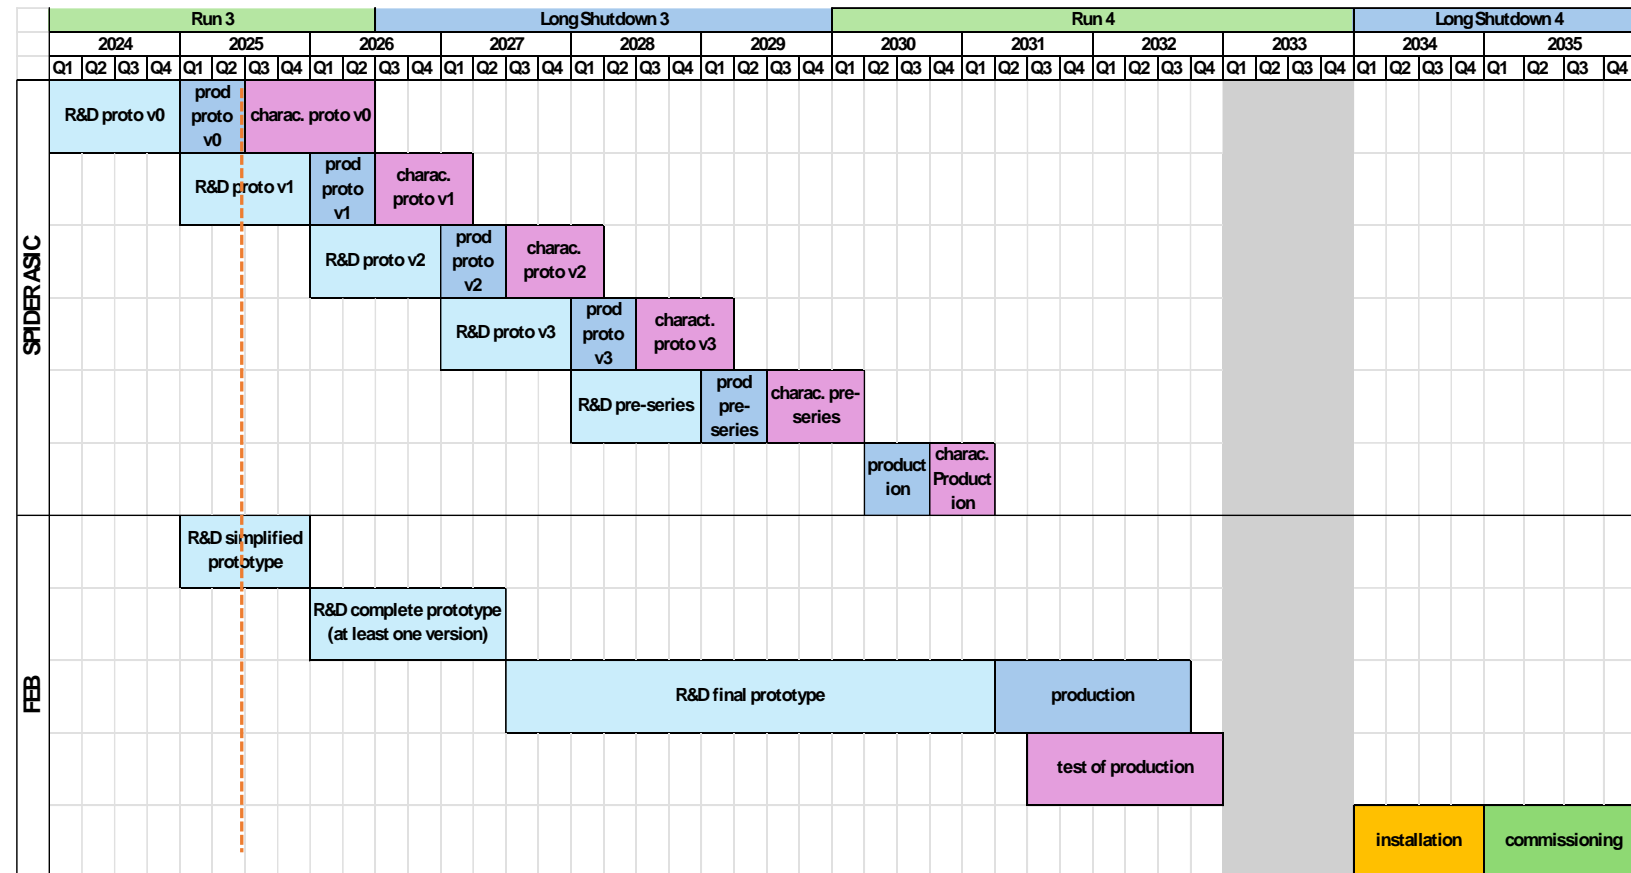 Run 3 Long Shutdown 3 Run 4 Long Shutdown 4
2024 2025 2026 2027 2028 2029 2030 2031 2032 2033 2034 2035
Q1 Q2 Q3 Q4 Q1 Q2 Q3 Q4 Q1 Q2 Q3 Q4 Q1 Q2 Q3 Q4 Q1 Q2 Q3 Q4 Q1 Q2 Q3 Q4 Q1 Q2 Q3 Q4 Q1 Q2 Q3 Q4 Q1 Q2 Q3 Q4 Q1 Q2 Q3 Q4 Q1 Q2 Q3 Q4 Q1 Q2 Q3 Q4
SPIDER ASIC
R&D proto v0
prod
proto
v0
charac. proto v0
R&D proto v1
prod
proto
v1
charac.
proto v1
R&D proto v2
prod
proto
v2
charac.
proto v2
R&D proto v3
prod
proto
v3
charact.
proto v3
R&D pre-series
prod
pre-
series
charac. pre-
series
product
ion
charac.
Product
ion
FEB
R&D simplified
prototype
R&D complete prototype
(at least one version)
R&D final prototype
production
test of production
installation
commissioning